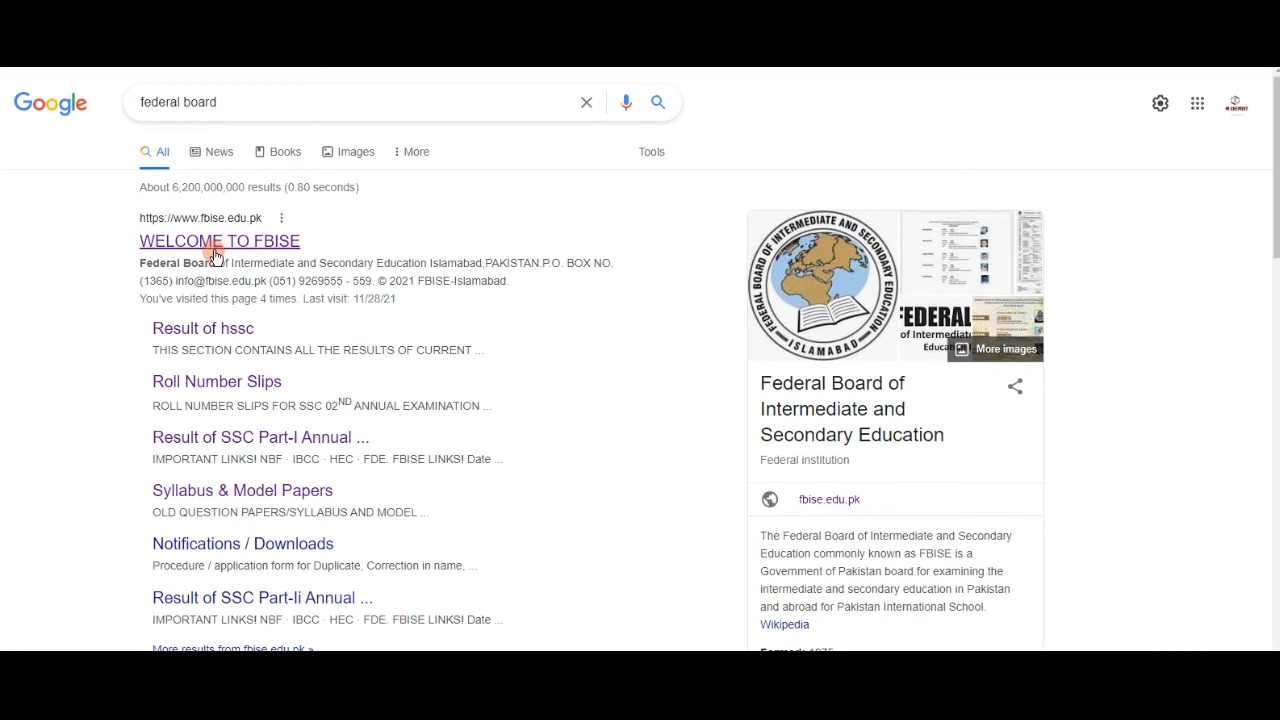 Google
federal board
All News Books Images More Tools
About 6,200,000,000 results (0.80 seconds)
https://www.fbise.edu.pk
WELCOME TO FBISE
Federal Board of Intermediate and Secondary Education Islamabad,PAKISTAN.P.O. BOX NO.
(1365) info@fbise.edu.pk (051) 9269555 - 559. © 2021 FBISE-Islamabad.
You've visited this page 4 times. Last visit: 11/28/21
Result of hssc
THIS SECTION CONTAINS ALL THE RESULTS OF CURRENT ...
Roll Number Slips
ROLL NUMBER SLIPS FOR SSC 02ND ANNUAL EXAMINATION ...
Result of SSC Part-I Annual ...
IMPORTANT LINKS! NBF · IBCC · HEC · FDE. FBISE LINKS! Date ...
Syllabus & Model Papers
OLD QUESTION PAPERS/SYLLABUS AND MODEL ...
Notifications / Downloads
Procedure / application form for Duplicate, Correction in name, ...
Result of SSC Part-Ii Annual ...
IMPORTANT LINKS! NBF · IBCC · HEC · FDE. FBISE LINKS! Date ...
More results from fbise.edu.pk »
FEDERAL BOARD OF INTERMEDIATE AND SECONDARY EDUCATION
ISLAMABAD
FEDERAL
of Intermediate
Educat
More images
Federal Board of
Intermediate and
Secondary Education
Federal institution
fbise.edu.pk
The Federal Board of Intermediate and Secondary
Education commonly known as FBISE is a
Government of Pakistan board for examining the
intermediate and secondary education in Pakistan
and abroad for Pakistan International School.
Wikipedia
Formed: 1975